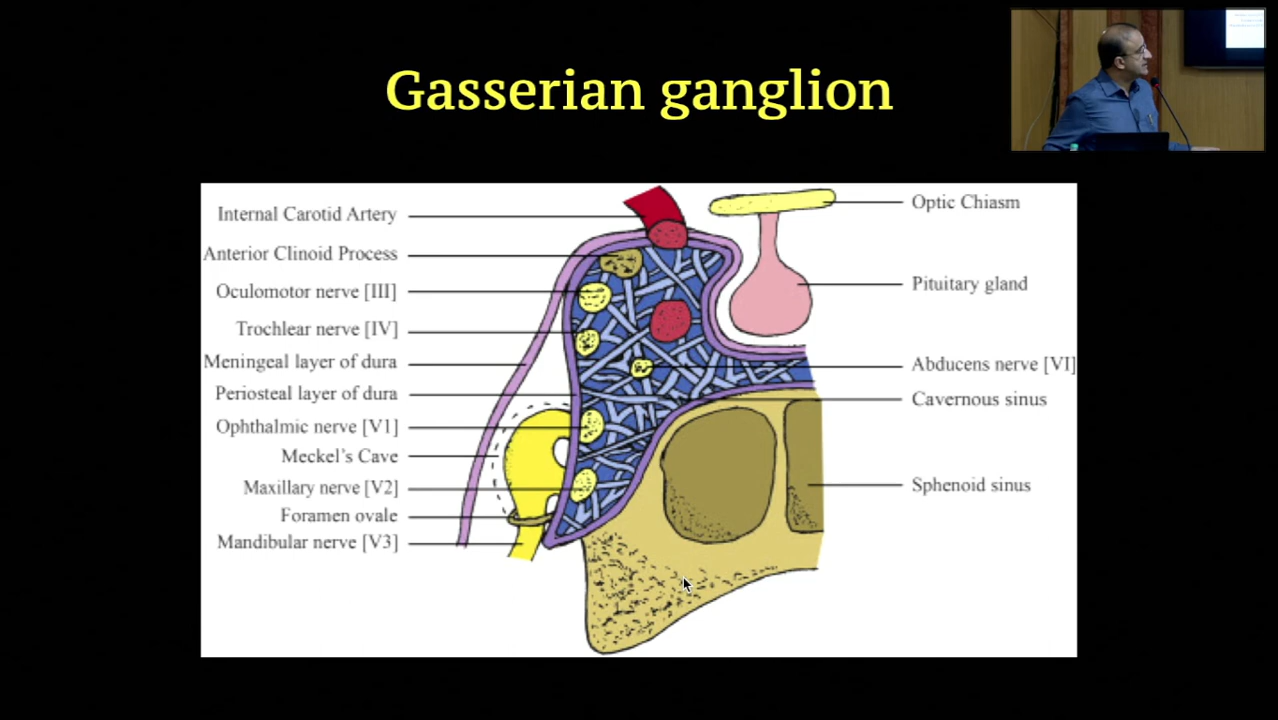 Gasserian ganglion
Internal Carotid Artery
Anterior Clinoid Process
Oculomotor nerve [III]
Trochlear nerve [IV]
Meningeal layer of dura
Periosteal layer of dura
Ophthalmic nerve [V1]
Meckel's Cave
Maxillary nerve [V2]
Foramen ovale
Mandibular nerve [V3]
Optic Chiasm
Pituitary gland
Abducens nerve [VI]
Cavernous sinus
Sphenoid sinus